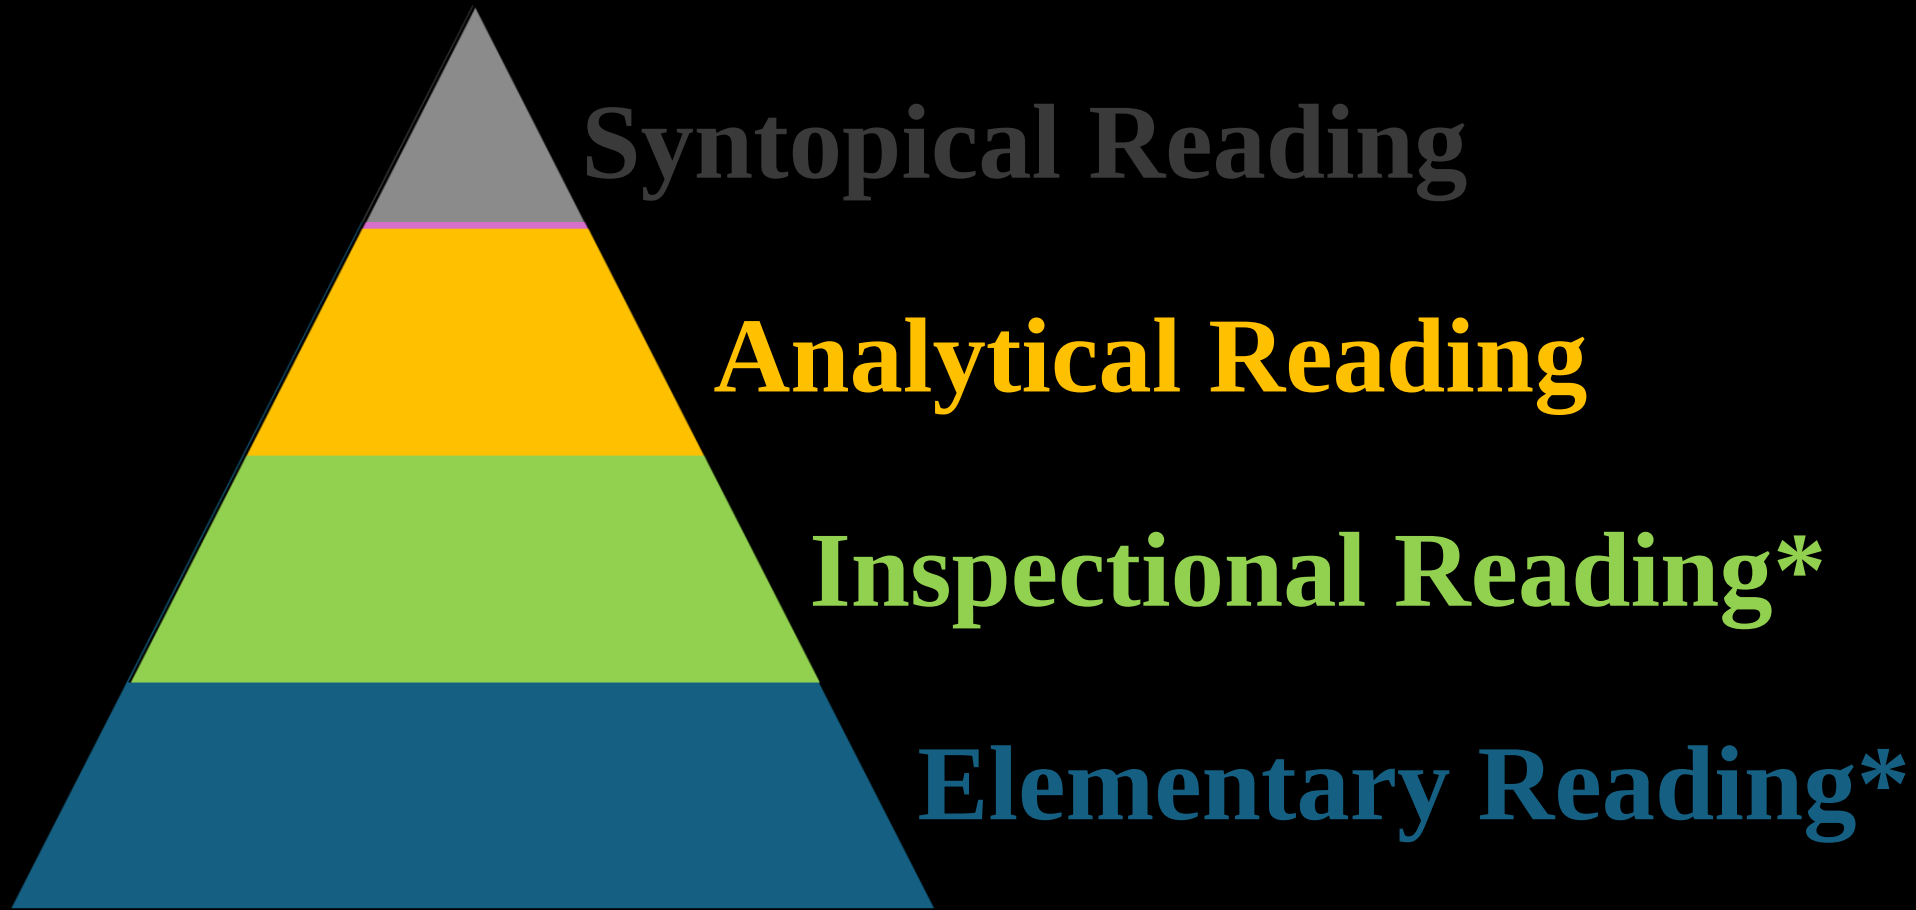 Syntopical Reading
Analytical Reading
Inspectional Reading*
Elementary Reading*